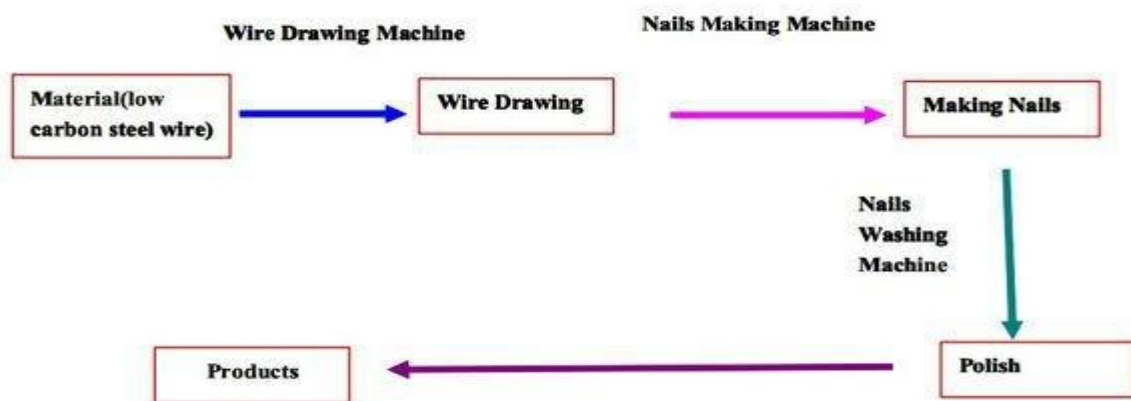 Wire Drawing Machine
Nails Making Machine
Material(low
carbon steel wire)
Wire Drawing
Making Nails
Nails
Washing
Machine
Polish
Products